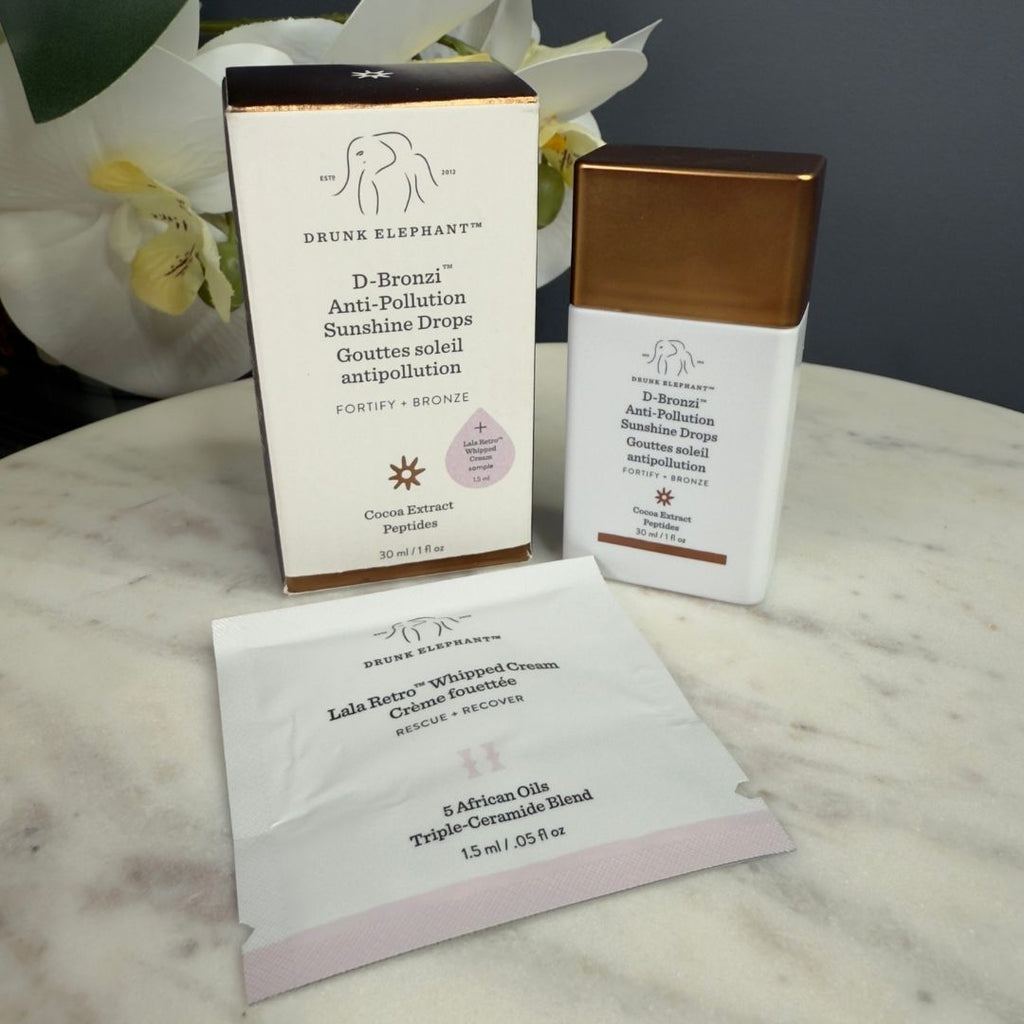 ESTD 2012
DRUNK ELEPHANT™
D-Bronzi™
Anti-Pollution
Sunshine Drops
Gouttes soleil
antipollution
FORTIFY + BRONZE
+
Lala Retro™
Whipped
Cream
sample
1.5 ml
Cocoa Extract
Peptides
30 ml / 1 fl oz
DRUNK ELEPHANT™
D-Bronzi™
Anti-Pollution
Sunshine Drops
Gouttes soleil
antipollution
FORTIFY + BRONZE
Cocoa Extract
Peptides
30 ml / 1 fl oz
DRUNK ELEPHANT™
Lala Retro™ Whipped Cream
Crème fouettée
RESCUE + RECOVER
5 African Oils
Triple-Ceramide Blend
1.5 ml / .05 fl oz